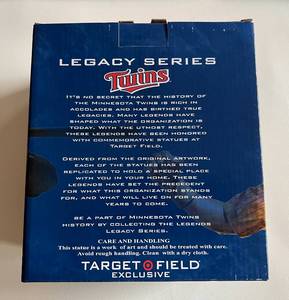 LEGACY SERIES
Twins
IT'S NO SECRET THAT THE HISTORY OF
THE MINNESOTA TWINS IS RICH IN
ACCOLADES AND HAS BIRTHED TRUE
LEGACIES. MANY LEGENDS HAVE
SHAPED WHAT THE ORGANIZATION IS
TODAY. WITH THE UTMOST RESPECT,
THESE LEGENDS HAVE BEEN HONORED
WITH COMMEMORATIVE STATUES AT
TARGET FIELD.
DERIVED FROM THE ORIGINAL ARTWORK,
EACH OF THE STATUES HAS BEEN
REPLICATED TO HOLD A SPECIAL PLACE
WITH YOU IN YOUR HOME. THESE
LEGENDS HAVE SET THE PRECEDENT FOR
WHAT THIS ORGANIZATION STANDS
FOR, AND WHAT WILL LIVE ON FOR MANY
YEARS TO COME.
BE A PART OF MINNESOTA TWINS
HISTORY BY COLLECTING THE LEGENDS
LEGACY SERIES.
CARE AND HANDLING
This statue is a work of art and should be treated with care.
Avoid rough handling. Clean with a dry cloth.
TARGET FIELD
EXCLUSIVE